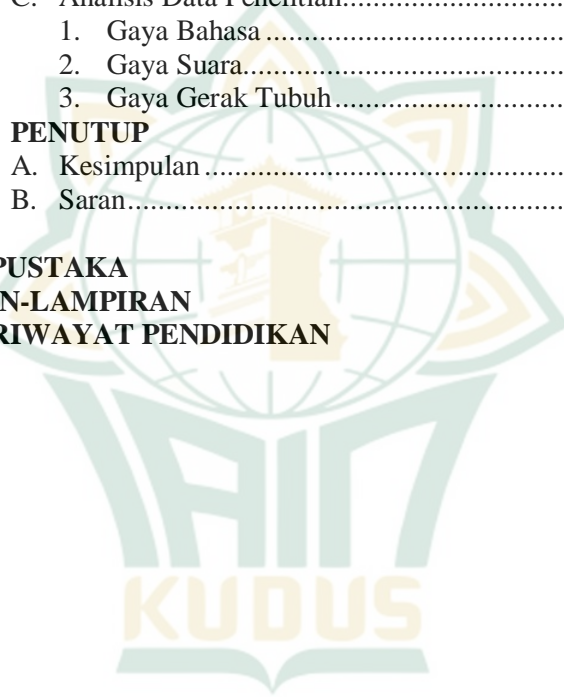 C. Analisis Data Penelitian........................................
1. Gaya Bahasa........................................
2. Gaya Suara........................................
3. Gaya Gerak Tubuh........................................
PENUTUP
A. Kesimpulan........................................
B. Saran........................................
PUSTAKA
N-LAMPIRAN
RIWAYAT PENDIDIKAN
IAIN
KUDUS